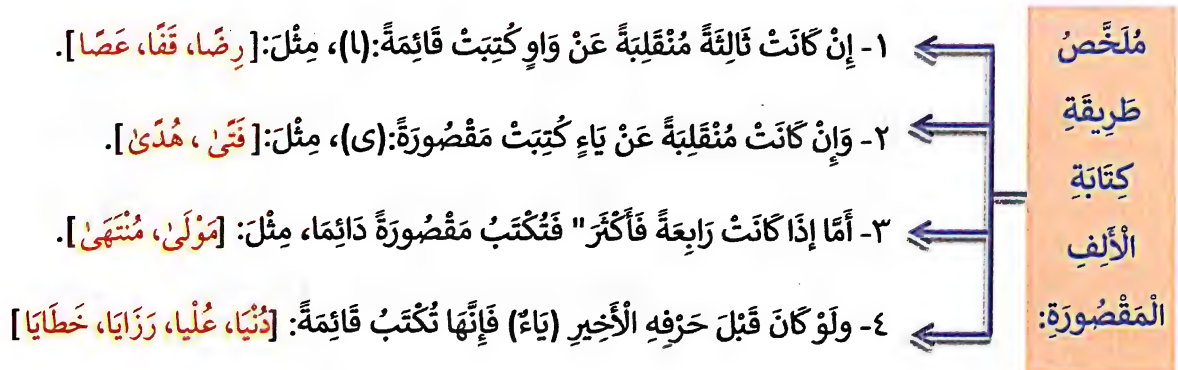 مُلَخَّصُ
طَرِيقَةِ
كِتَابَةِ
الْأَلِفِ
الْمَقْصُورَةِ:
١- إِنْ كَانَتْ ثَالِثَةً مُنْقَلِبَةً عَنْ وَاوٍ كُتِبَتْ قَائِمَةً:(ا)، مِثْلَ:[رِضًا، قَفًا، عَصًا].
٢- وَإِنْ كَانَتْ مُنْقَلِبَةً عَنْ يَاءٍ كُتِبَتْ مَقْصُورَةً:(ى)، مِثْلَ:[فَتًىٰ، هُدًىٰ].
٣- أَمَّا إِذَا كَانَتْ رَابِعَةً فَأَكْثَرَ" فَتُكْتَبُ مَقْصُورَةً دَائِمَا، مِثْلَ: [مَوْلَىٰ، مُنْتَهَىٰ].
٤- ولَوْ كَانَ قَبْلَ حَرْفِهِ الْأَخِيرِ (يَاءٌ) فَإِنَّهَا تُكْتَبُ قَائِمَةً: [دُنْيَا، عُلْيا، رَزَايَا، خَطَايَا]